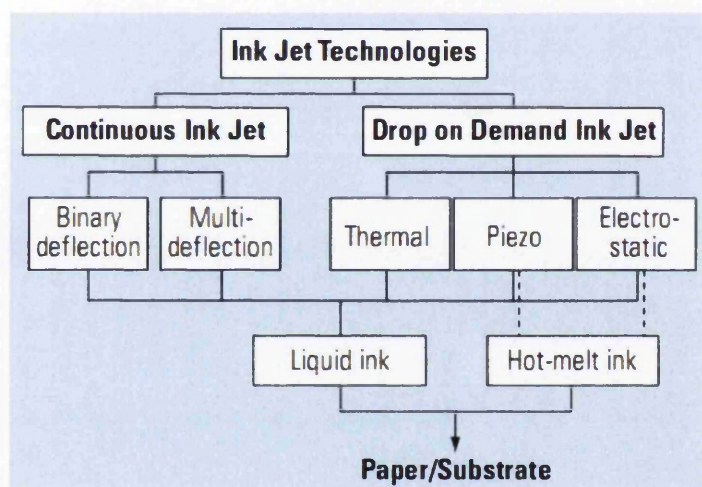 Ink Jet Technologies
Continuous Ink Jet
Drop on Demand Ink Jet
Binary
deflection
Multi-
deflection
Thermal
Piezo
Electro-
static
Liquid ink
Hot-melt ink
Paper/Substrate